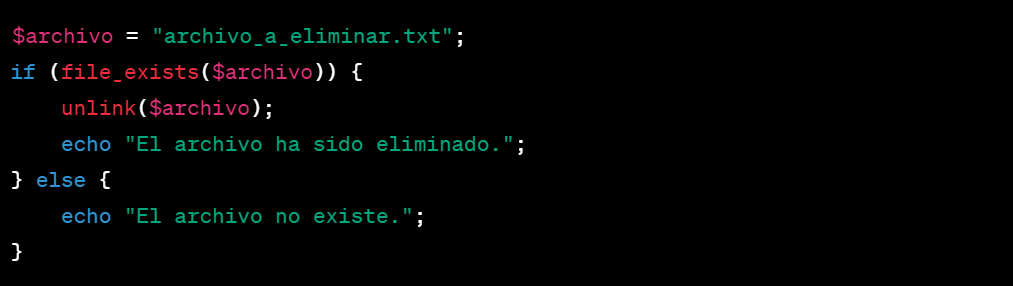 $archivo = "archivo_a_eliminar.txt";
if (file_exists($archivo)) {
    unlink($archivo);
    echo "El archivo ha sido eliminado.";
} else {
    echo "El archivo no existe.";
}